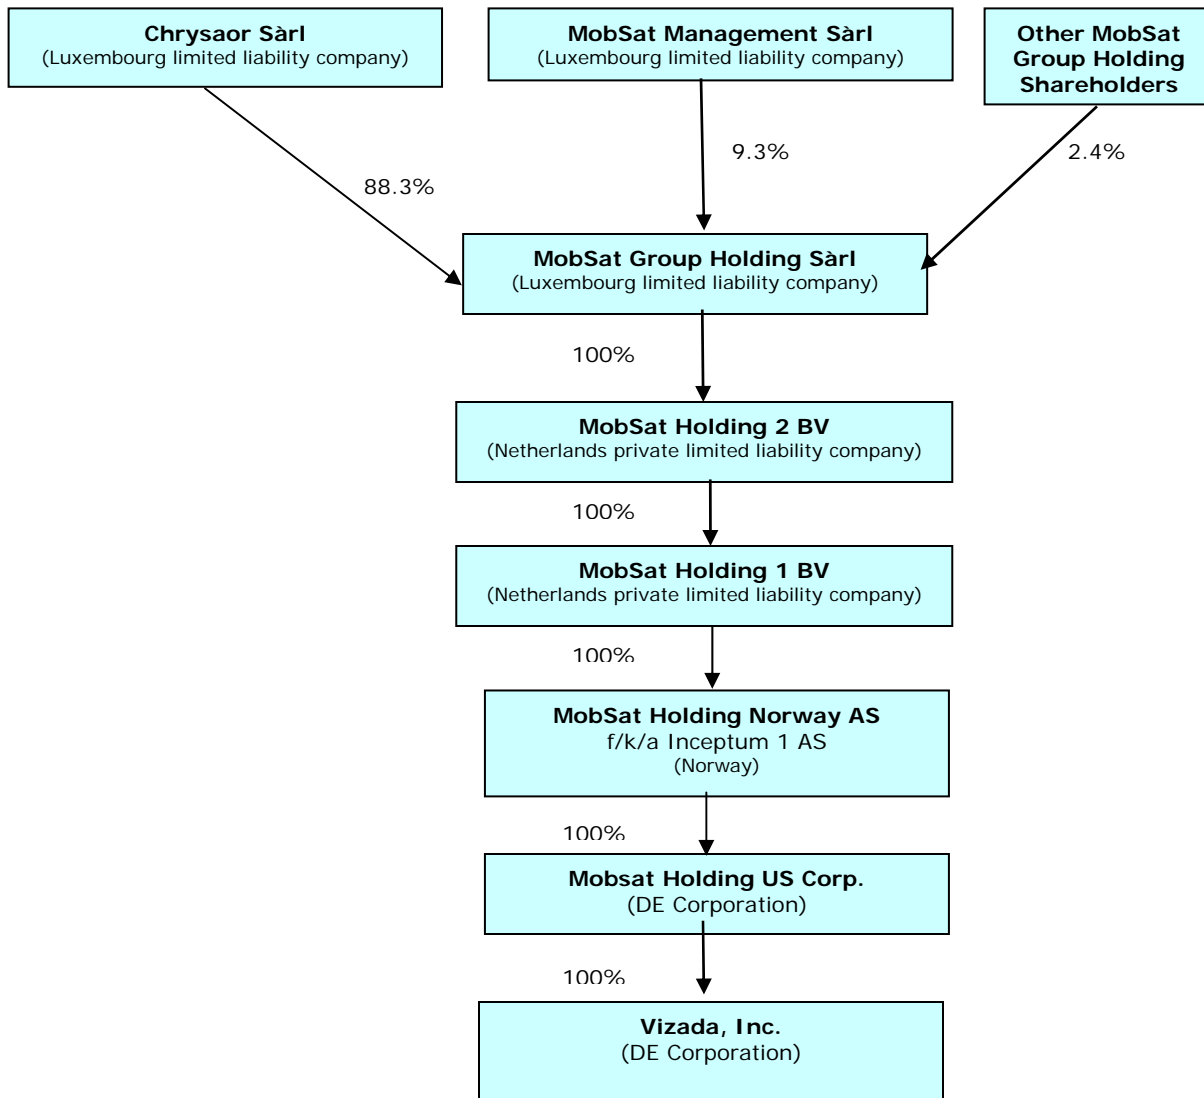 Chrysaor Sàrl
(Luxembourg limited liability company)
MobSat Management Sàrl
(Luxembourg limited liability company)
Other MobSat
Group Holding
Shareholders
9.3%
2.4%
88.3%
MobSat Group Holding Sàrl
(Luxembourg limited liability company)
100%
MobSat Holding 2 BV
(Netherlands private limited liability company)
100%
MobSat Holding 1 BV
(Netherlands private limited liability company)
100%
MobSat Holding Norway AS
f/k/a Inceptum 1 AS
(Norway)
100%
Mobsat Holding US Corp.
(DE Corporation)
100%
Vizada, Inc.
(DE Corporation)